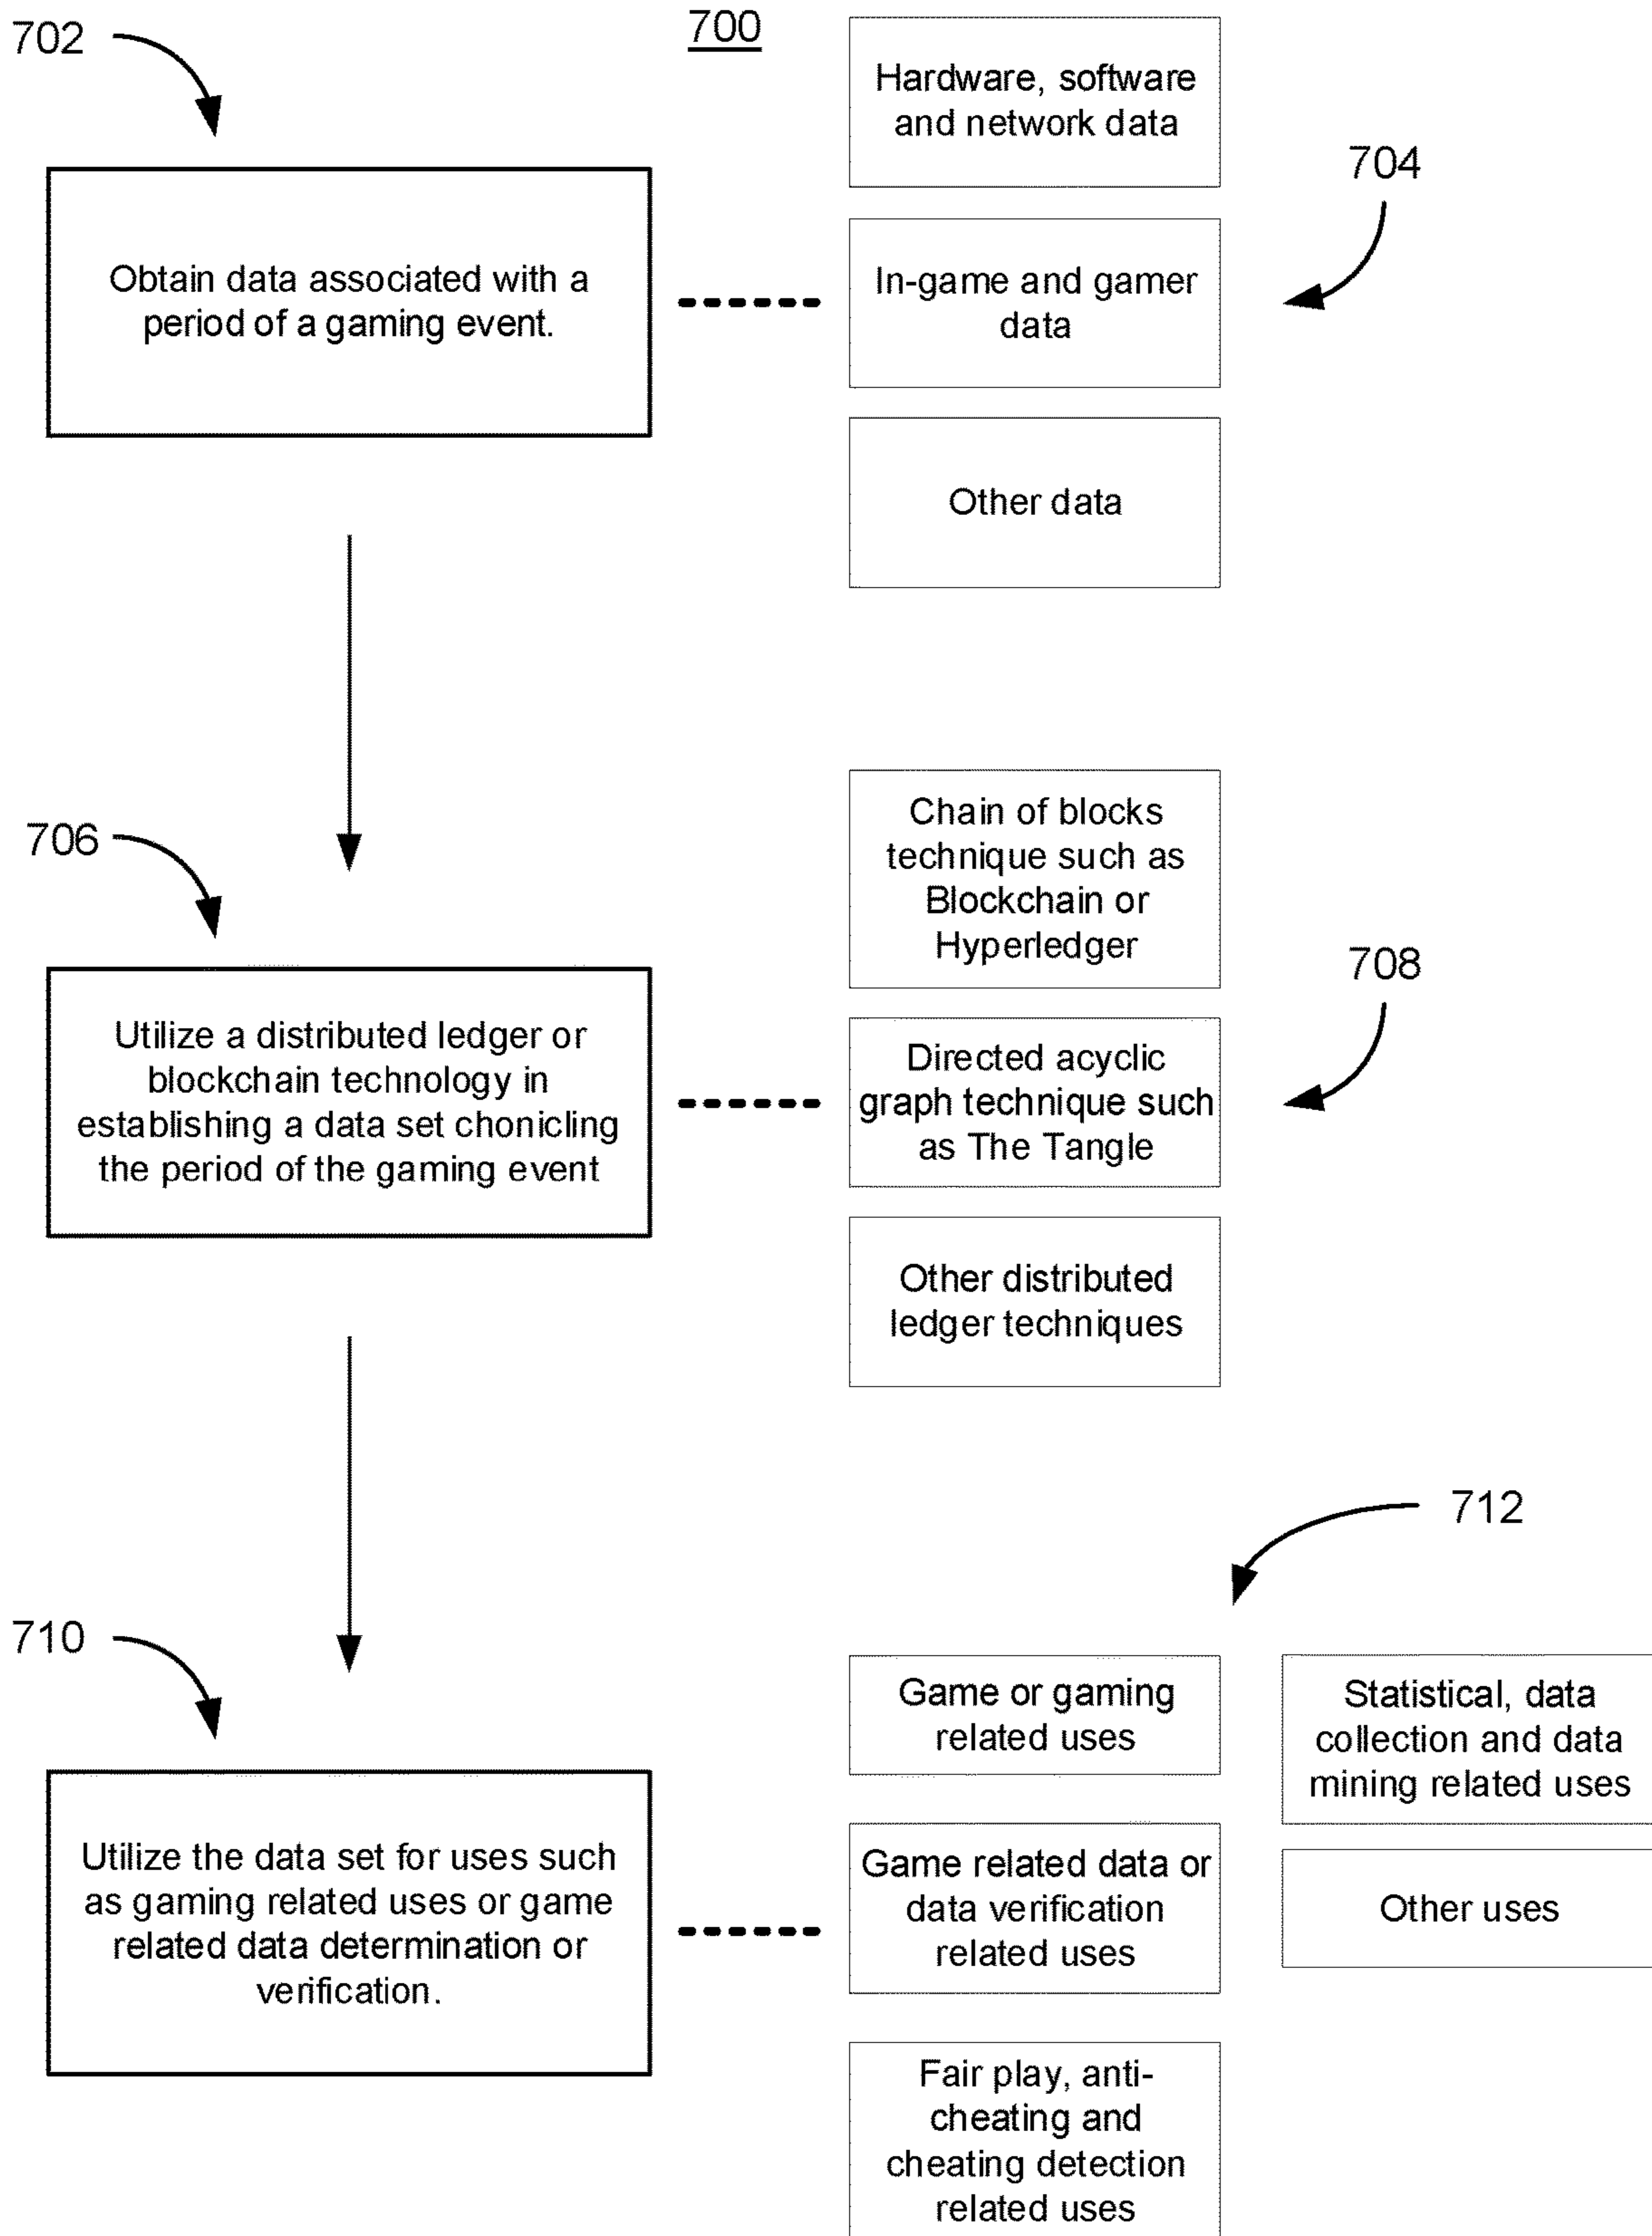 700
702
Hardware, software
and network data
704
Obtain data associated with a
period of a gaming event.
In-game and gamer
data
Other data
706
Chain of blocks
technique such as
Blockchain or
Hyperledger
708
Utilize a distributed ledger or
blockchain technology in
establishing a data set chonicling
the period of the gaming event
Directed acyclic
graph technique such
as The Tangle
Other distributed
ledger techniques
712
710
Game or gaming
related uses
Statistical, data
collection and data
mining related uses
Utilize the data set for uses such
as gaming related uses or game
related data determination or
verification.
Game related data or
data verification
related uses
Other uses
Fair play, anti-
cheating and
cheating detection
related uses